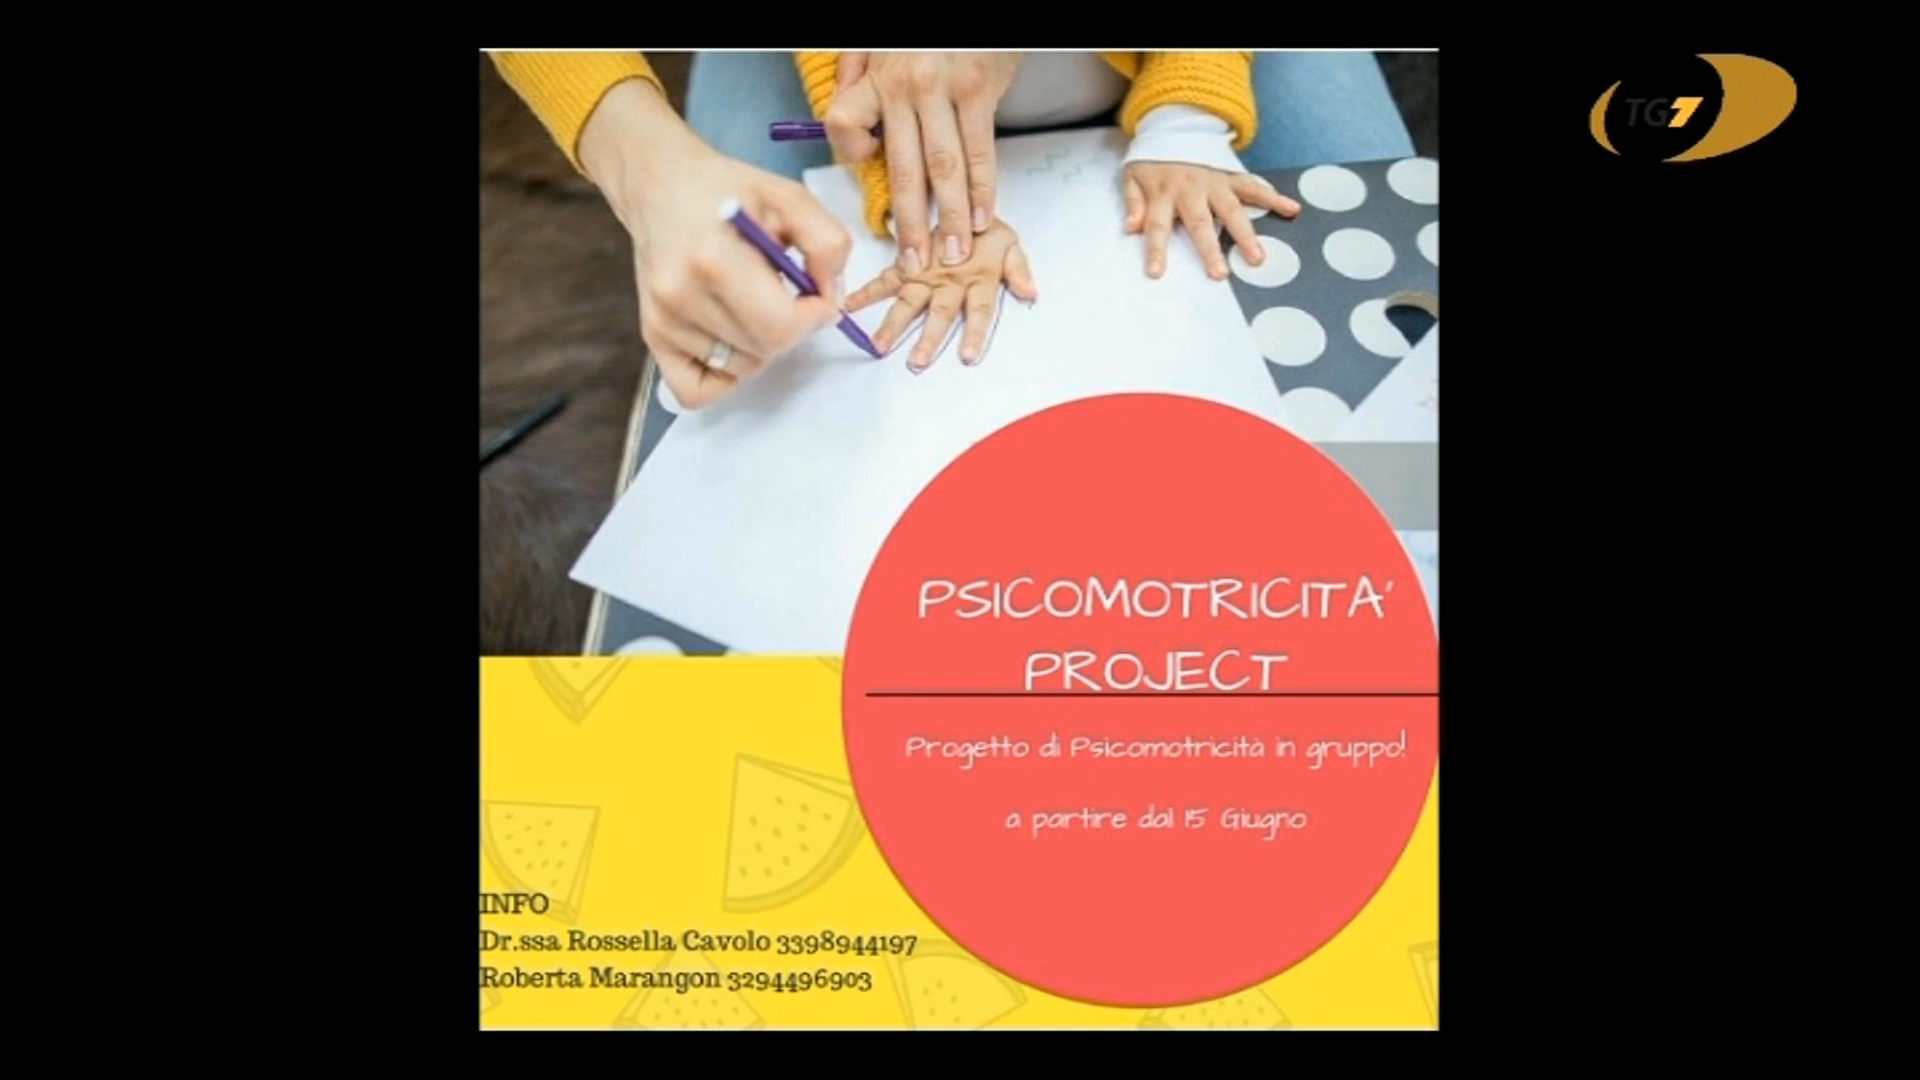 TG7
PSICOMOTRICITA'
PROJECT
Progetto di Psicomotricità in gruppo!
a partire dal 15 Giugno
INFO
Dr.ssa Rossella Cavolo 3398944197
Roberta Marangon 3294496903